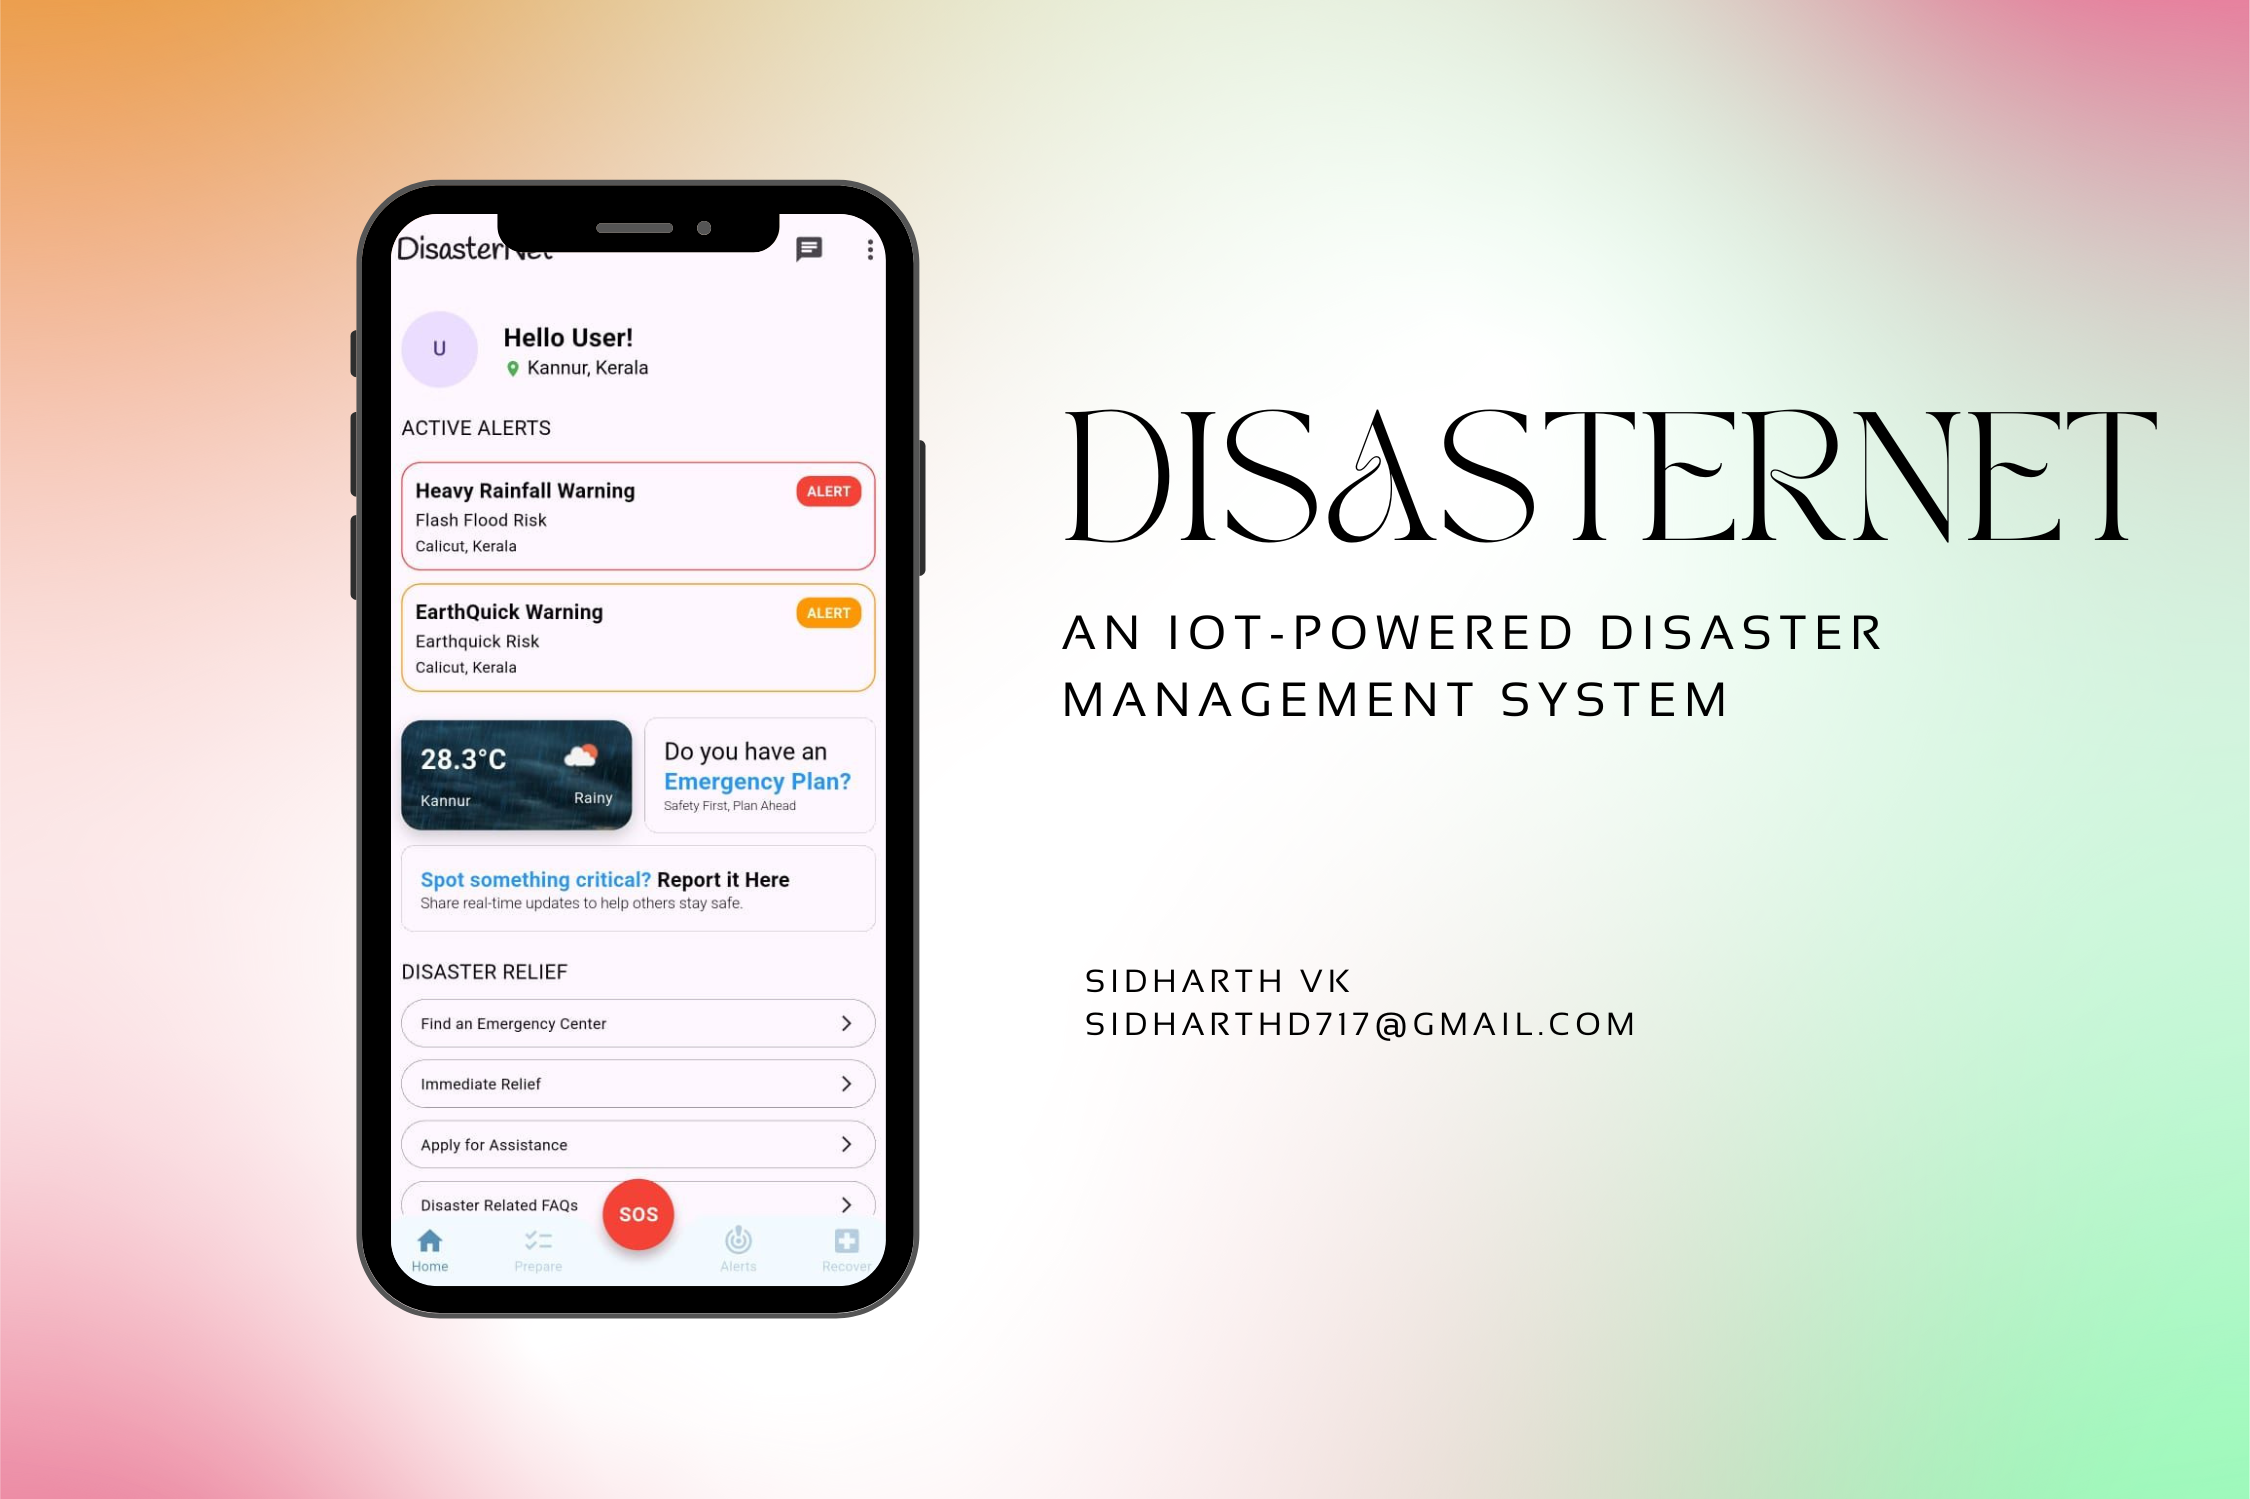 DisasterNet
U
Hello User!
Kannur, Kerala
ACTIVE ALERTS
Heavy Rainfall Warning
ALERT
Flash Flood Risk
Calicut, Kerala
EarthQuick Warning
ALERT
Earthquick Risk
Calicut, Kerala
28.3°C
Kannur
Rainy
Do you have an
Emergency Plan?
Safety First, Plan Ahead
Spot something critical? Report it Here
Share real-time updates to help others stay safe.
DISASTER RELIEF
Find an Emergency Center
Immediate Relief
Apply for Assistance
Disaster Related FAQs
SOS
Home
Prepare
Alerts
Recover
DISASTERNET
AN IOT-POWERED DISASTER
MANAGEMENT SYSTEM
SIDHARTH VK
SIDHARTHD717@GMAIL.COM